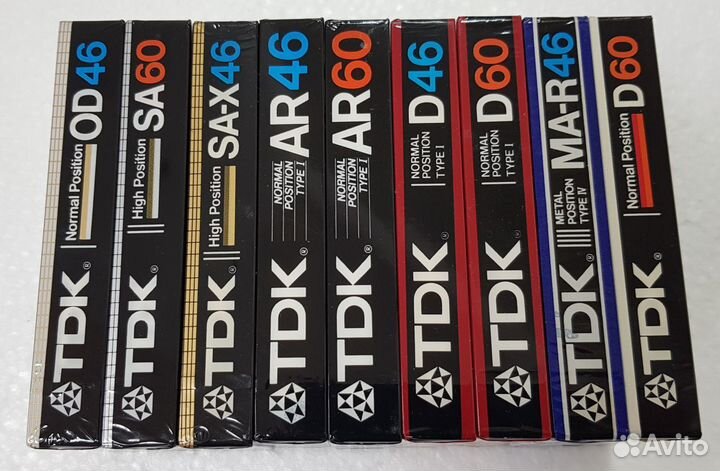 TDK® Normal Position OD46
TDK® High Position SA60
TDK® High Position SA-X46
TDK® NORMAL POSITION TYPE I AR46
TDK® NORMAL POSITION TYPE I AR60
TDK® NORMAL POSITION TYPE I D46
TDK® NORMAL POSITION TYPE I D60
TDK® METAL POSITION TYPE IV MA-R46
TDK® Normal Position D60
Avito